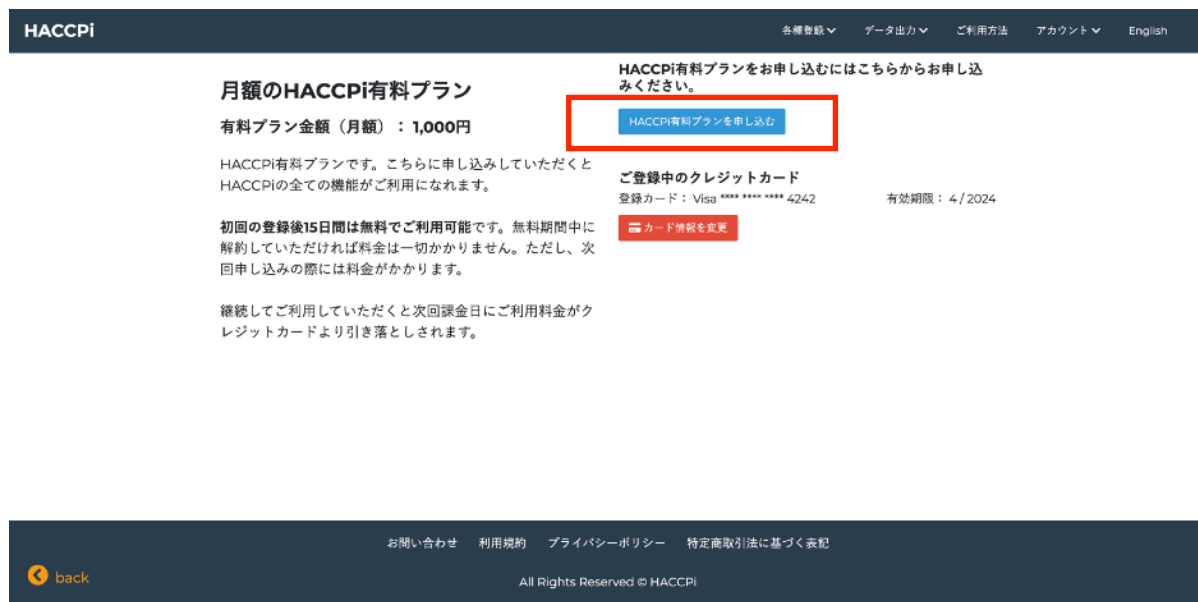 HACCPi
各種登録 データ出力 ご利用方法 アカウント English
月額のHACCPi有料プラン
有料プラン金額（月額）：1,000円
HACCPi有料プランです。こちらに申し込みしていただくと
HACCPiの全ての機能がご利用になれます。
初回の登録後15日間は無料でご利用可能です。無料期間中に
解約していただければ料金は一切かかりません。ただし、次
回申し込みの際には料金がかかります。
継続してご利用していただくと次回課金日にご利用料金がク
レジットカードより引き落としされます。
HACCPi有料プランをお申し込むにはこちらからお申し込
みください。
HACCPi有料プランを申し込む
ご登録中のクレジットカード
登録カード：Visa **** **** **** 4242 有効期限：4/2024
カード情報を変更
お問い合わせ 利用規約 プライバシーポリシー 特定商取引法に基づく表記
back
All Rights Reserved © HACCPi